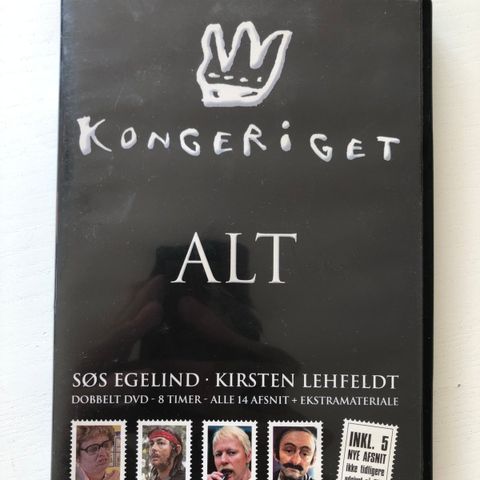 KONGERiGET
ALT
SØS EGELIND · KIRSTEN LEHFELDT
DOBBELT DVD - 8 TIMER - ALLE 14 AFSNIT + EKSTRAMATERIALE
INKL. 5
NYE AFSNIT
ikke tidligere